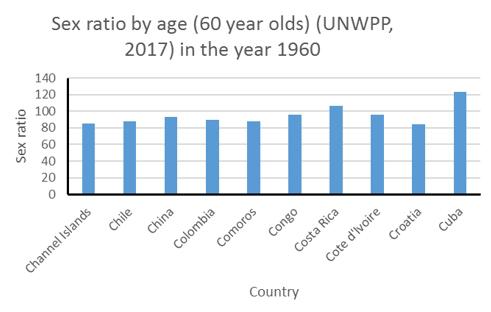 Sex ratio by age (60 year olds) (UNWPP,
2017) in the year 1960
140
120
100
80
60
40
20
0
Sex ratio
Channel Islands
Chile
China
Colombia
Comoros
Congo
Costa Rica
Cote d'Ivoire
Croatia
Cuba
Country